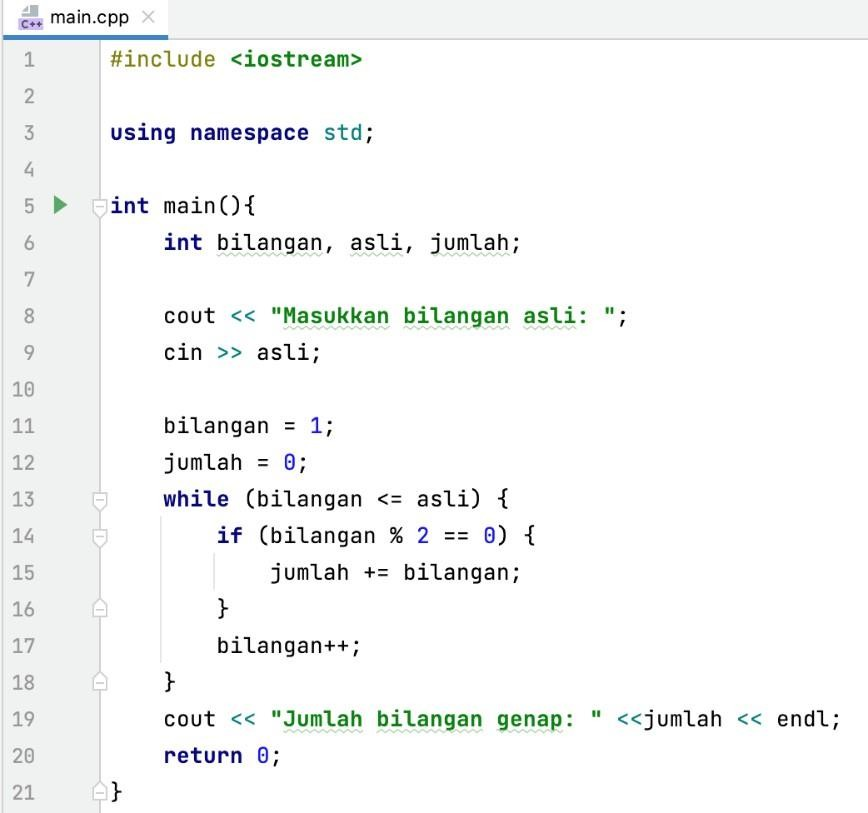 C++ main.cpp
1 #include <iostream>
2
3 using namespace std;
4
5 int main(){
6     int bilangan, asli, jumlah;
7
8     cout << "Masukkan bilangan asli: ";
9     cin >> asli;
10
11     bilangan = 1;
12     jumlah = 0;
13     while (bilangan <= asli) {
14         if (bilangan % 2 == 0) {
15             jumlah += bilangan;
16         }
17         bilangan++;
18     }
19     cout << "Jumlah bilangan genap: " <<jumlah << endl;
20     return 0;
21 }